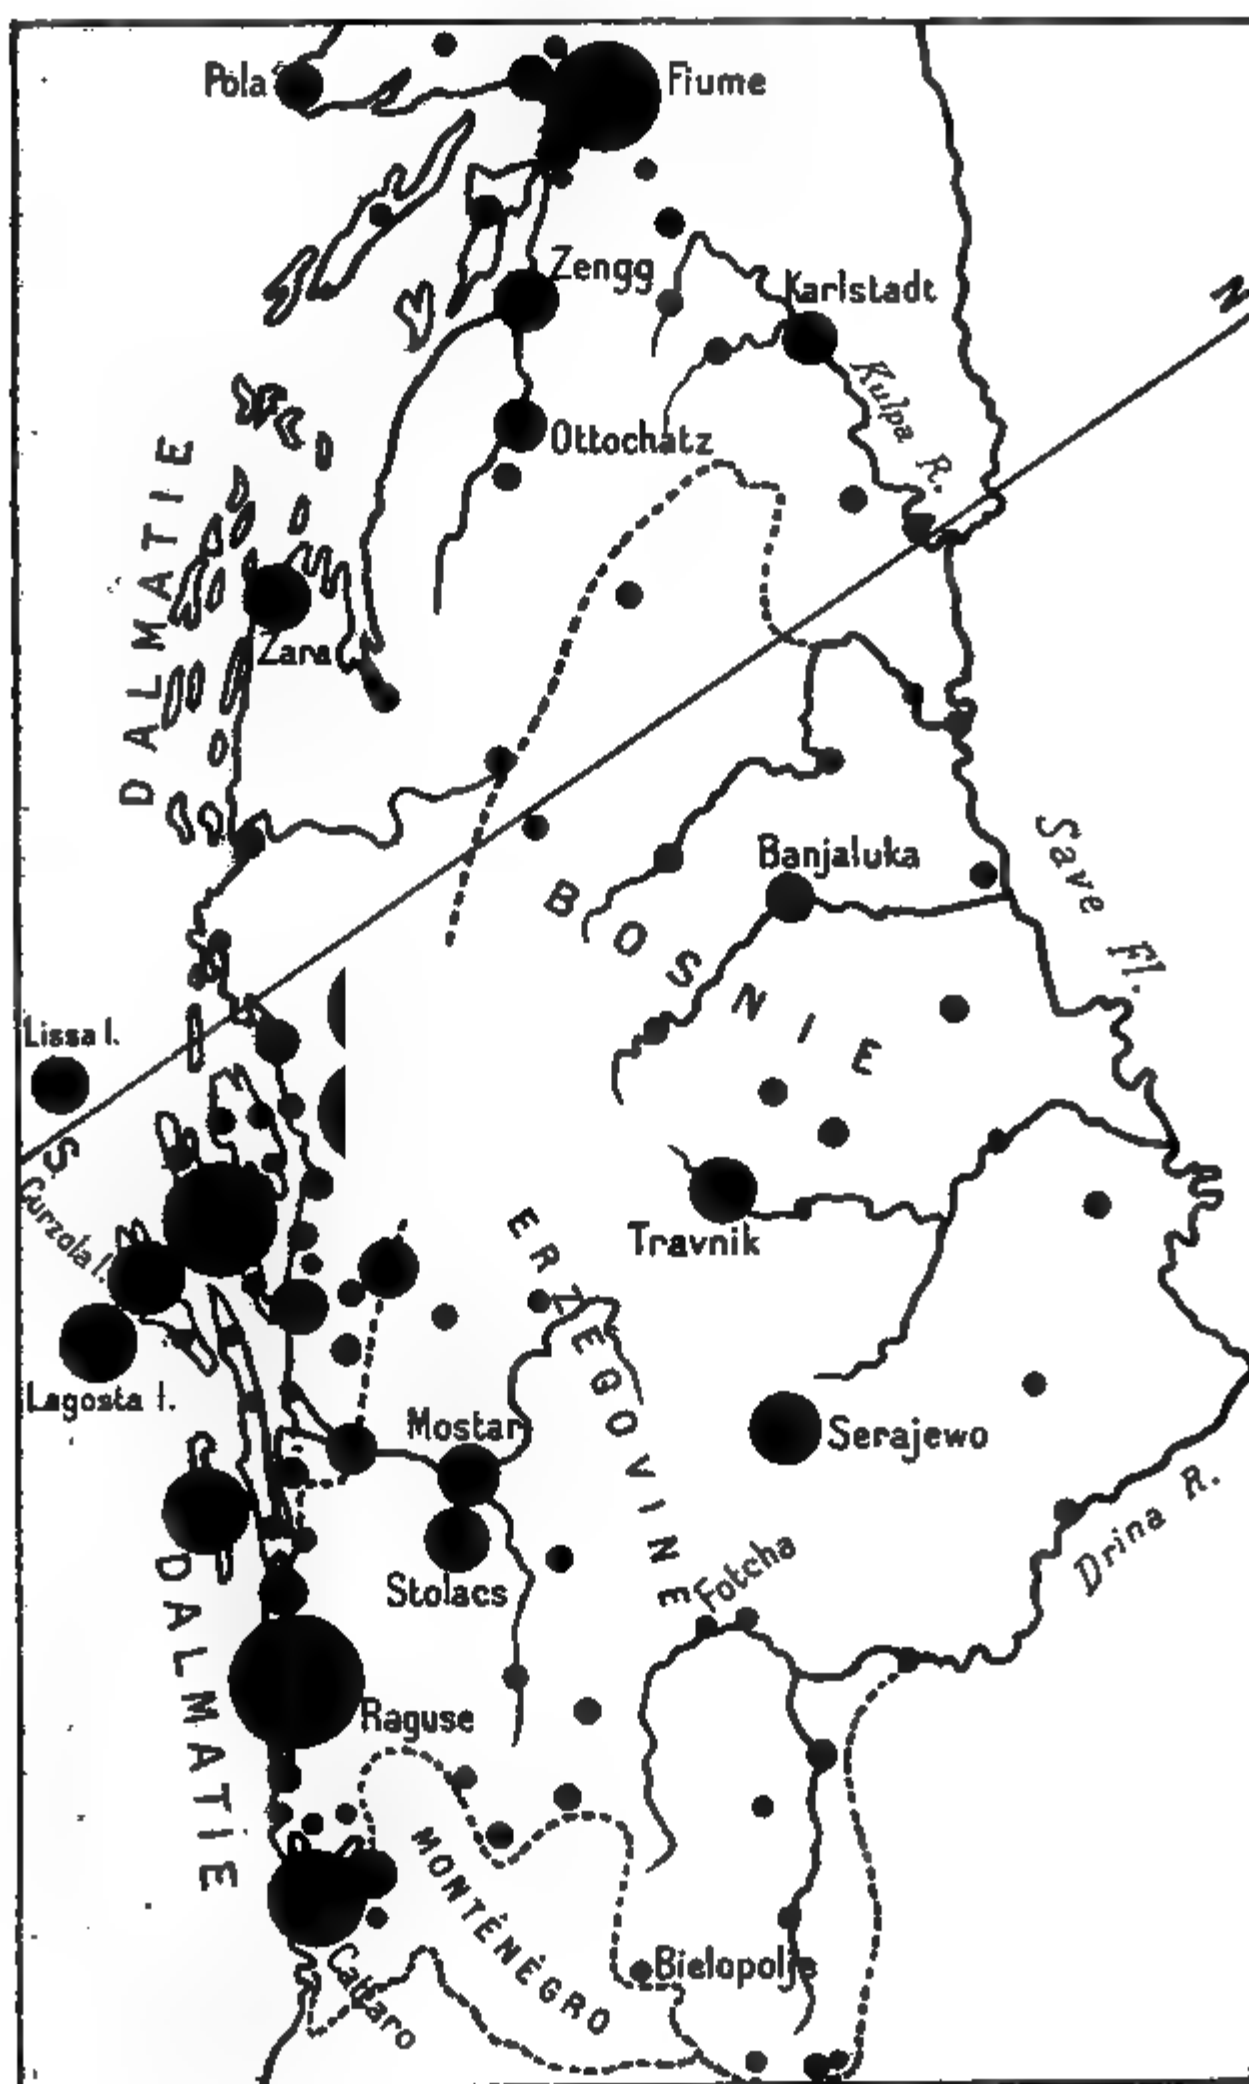 Pola
Fiume
Zengg
Karlstadt
N
Kulpa R.
Ottochatz
DALMATIE
Zara
Save Fl.
Banjaluka
BOSNIE
Lissa I.
S.
Curzola I.
ERZEGOVINE
Travnik
Lagosta I.
Mostar
Serajewo
Stolacs
Drina R.
Fotcha
DALMATIE
Raguse
MONTÉNÉGRO
Bielopolje
Cattaro